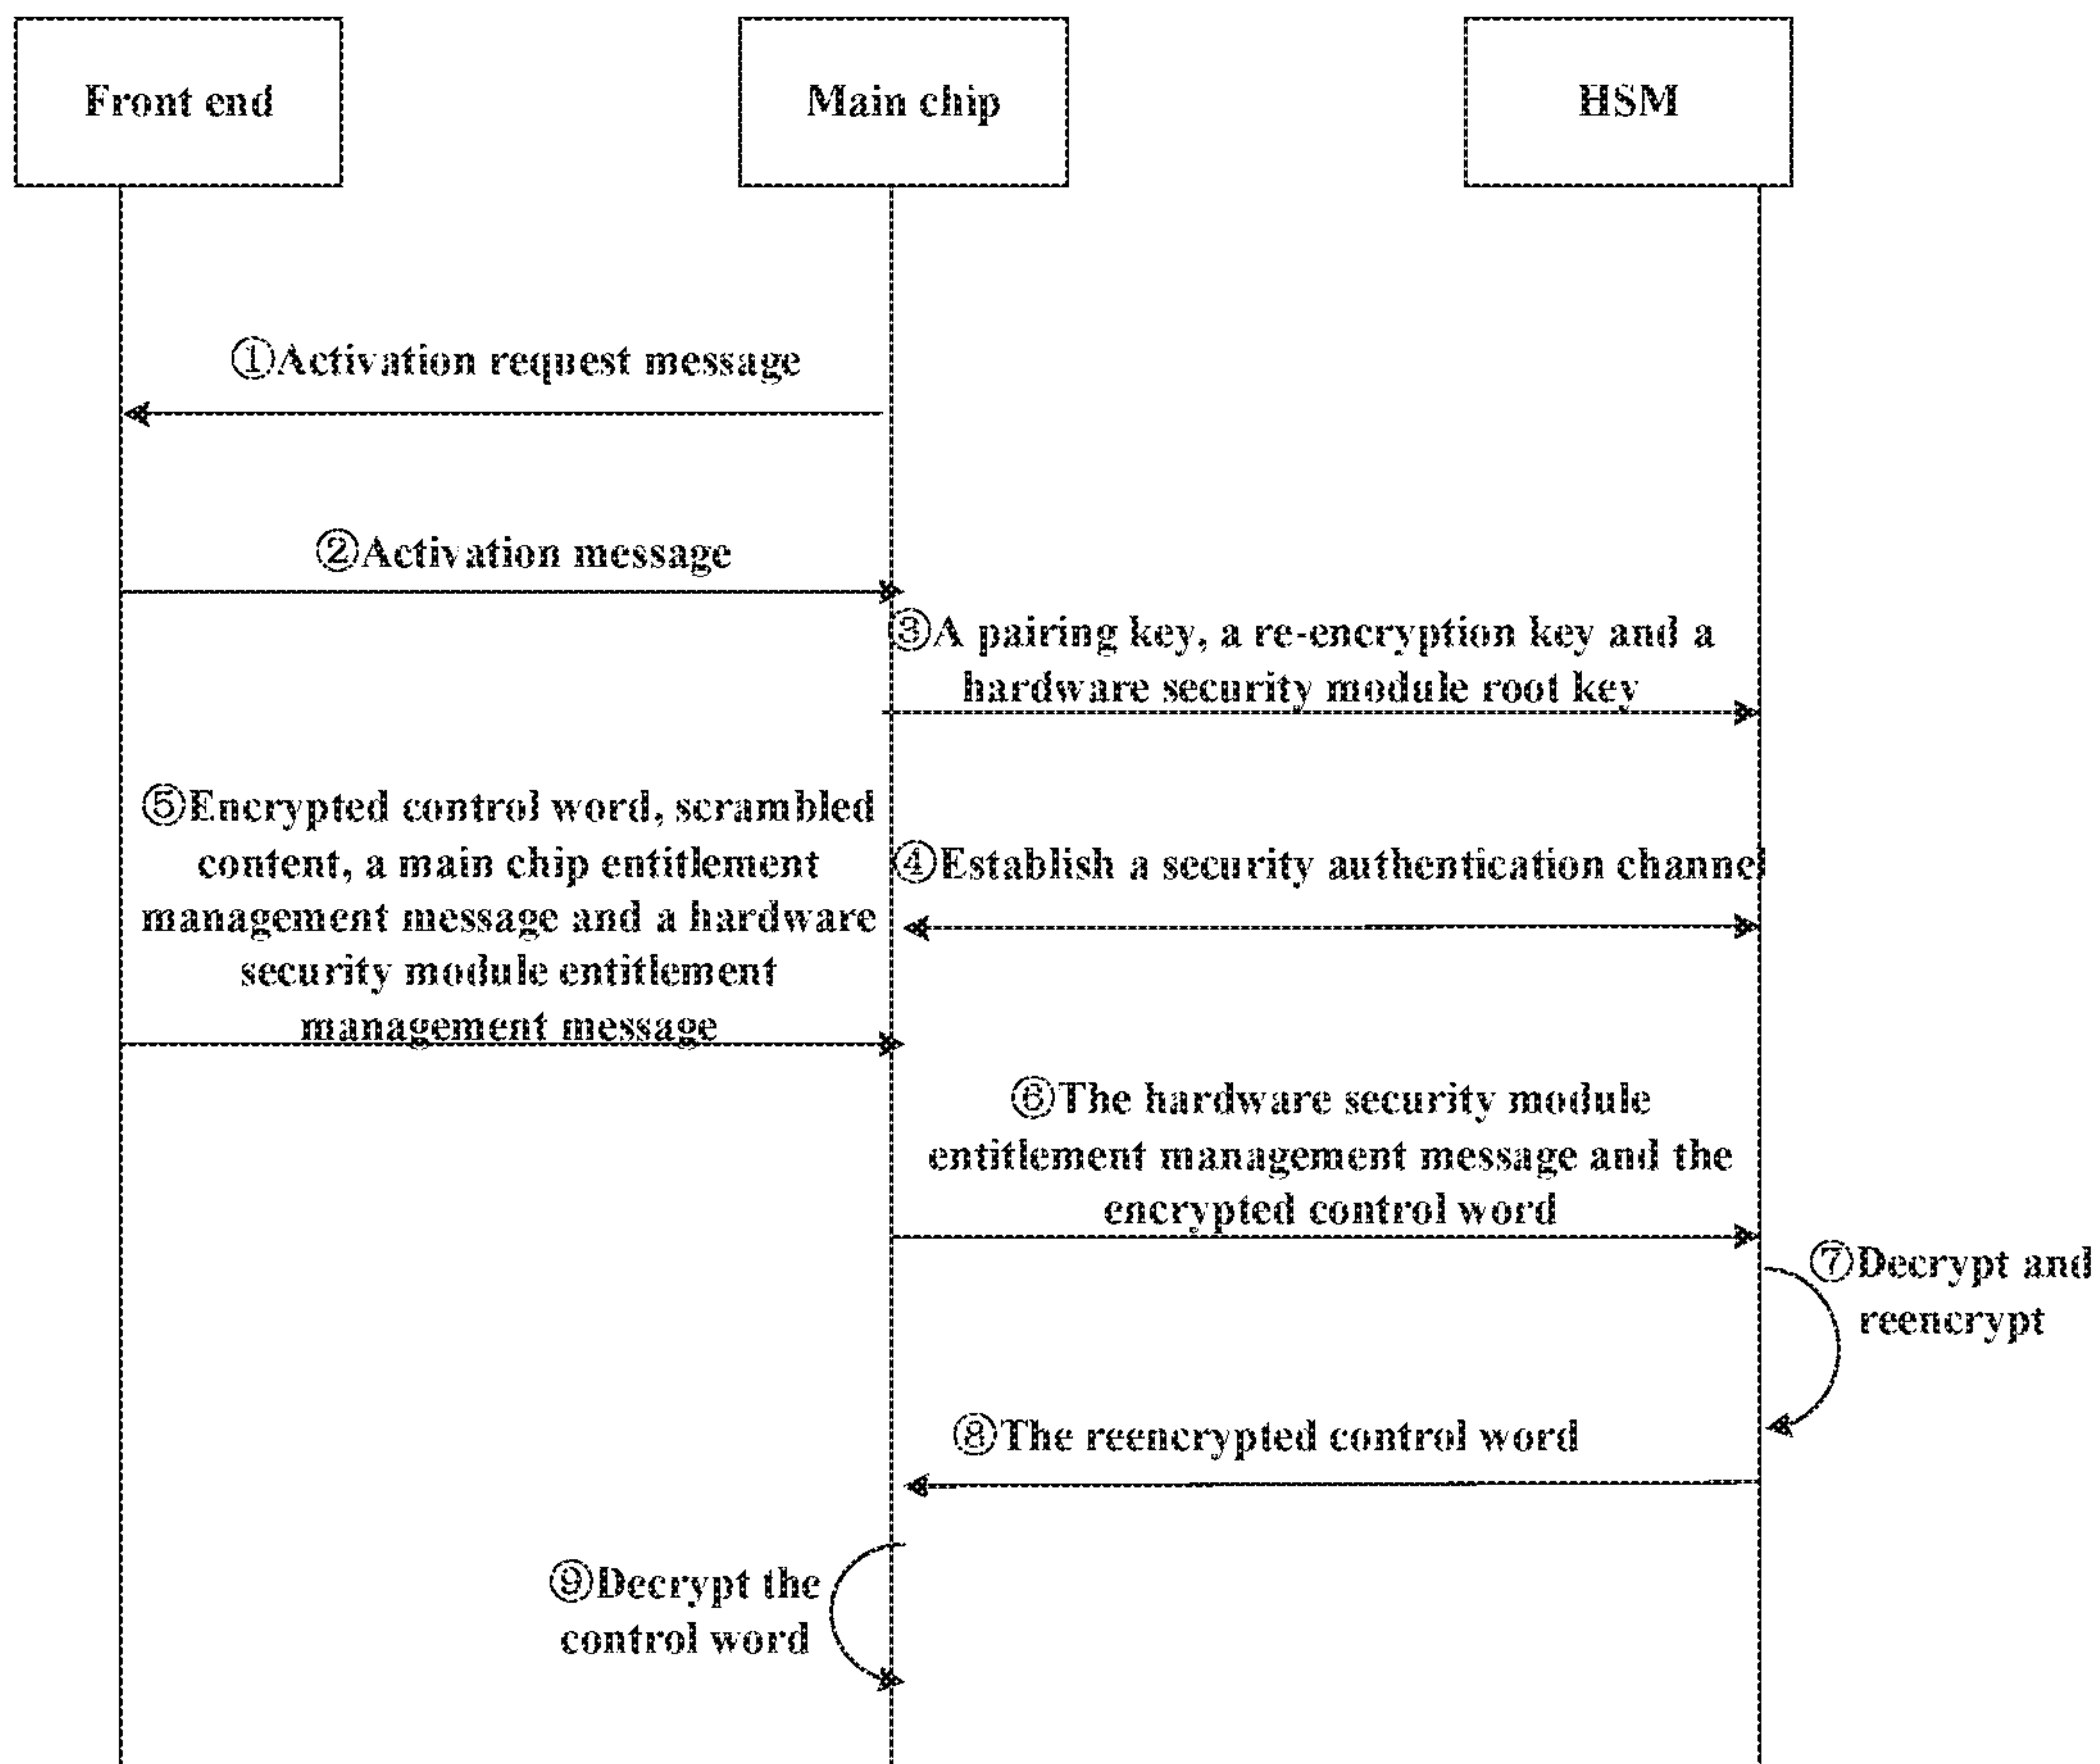 Front end
Main chip
HSM
①Activation request message
②Activation message
③A pairing key, a re-encryption key and a
hardware security module root key
⑤Encrypted control word, scrambled
content, a main chip entitlement
management message and a hardware
security module entitlement
management message
④Establish a security authentication channel
⑥The hardware security module
entitlement management message and the
encrypted control word
⑦Decrypt and
reencrypt
⑧The reencrypted control word
⑨Decrypt the
control word